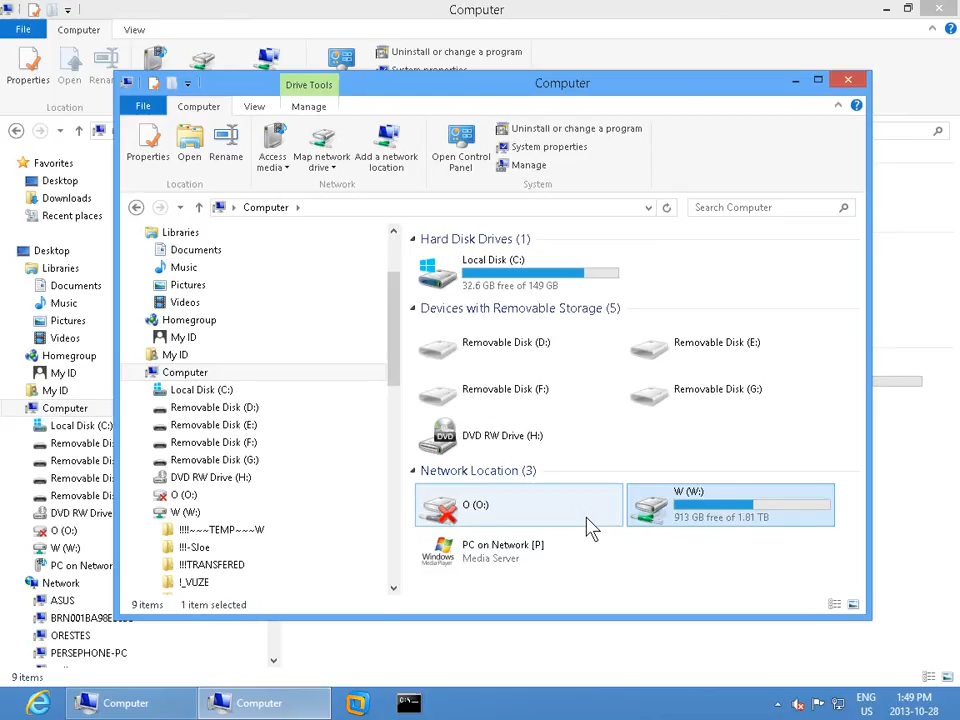 Computer
File Computer View
Properties Open Renam
Location
Uninstall or change a program
Favorites
Desktop
Downloads
Recent places
Desktop
Libraries
Documents
Music
Pictures
Videos
Homegroup
My ID
My ID
Computer
Local Disk (C:)
Removable Di
Removable Di
Removable Di
Removable Di
DVD RW Drive
O (O:)
W (W:)
PC on Networ
Network
ASUS
ORESTES
PERSEPHONE-PC
9 items
Drive Tools
Computer
File Computer View Manage
Properties Open Rename
Location
Access media
Map network drive
Add a network location
Network
Open Control Panel
Uninstall or change a program
System properties
Manage
System
Computer
Search Computer
Libraries
Documents
Music
Pictures
Videos
Homegroup
My ID
My ID
Computer
Local Disk (C:)
Removable Disk (D:)
Removable Disk (E:)
Removable Disk (F:)
Removable Disk (G:)
DVD RW Drive (H:)
O (O:)
W (W:)
!!!!~~~TEMP~~~W
!!!-SJoe
!!!TRANSFERED
!_VUZE
Hard Disk Drives (1)
Local Disk (C:)
32.6 GB free of 149 GB
Devices with Removable Storage (5)
Removable Disk (D:)
Removable Disk (E:)
Removable Disk (F:)
Removable Disk (G:)
DVD RW Drive (H:)
DVD
Network Location (3)
O (O:)
W (W:)
913 GB free of 1.81 TB
PC on Network [P]
Media Server
Windows
Media Player
9 items 1 item selected
Computer
Computer
ENG
US
1:49 PM
2013-10-28